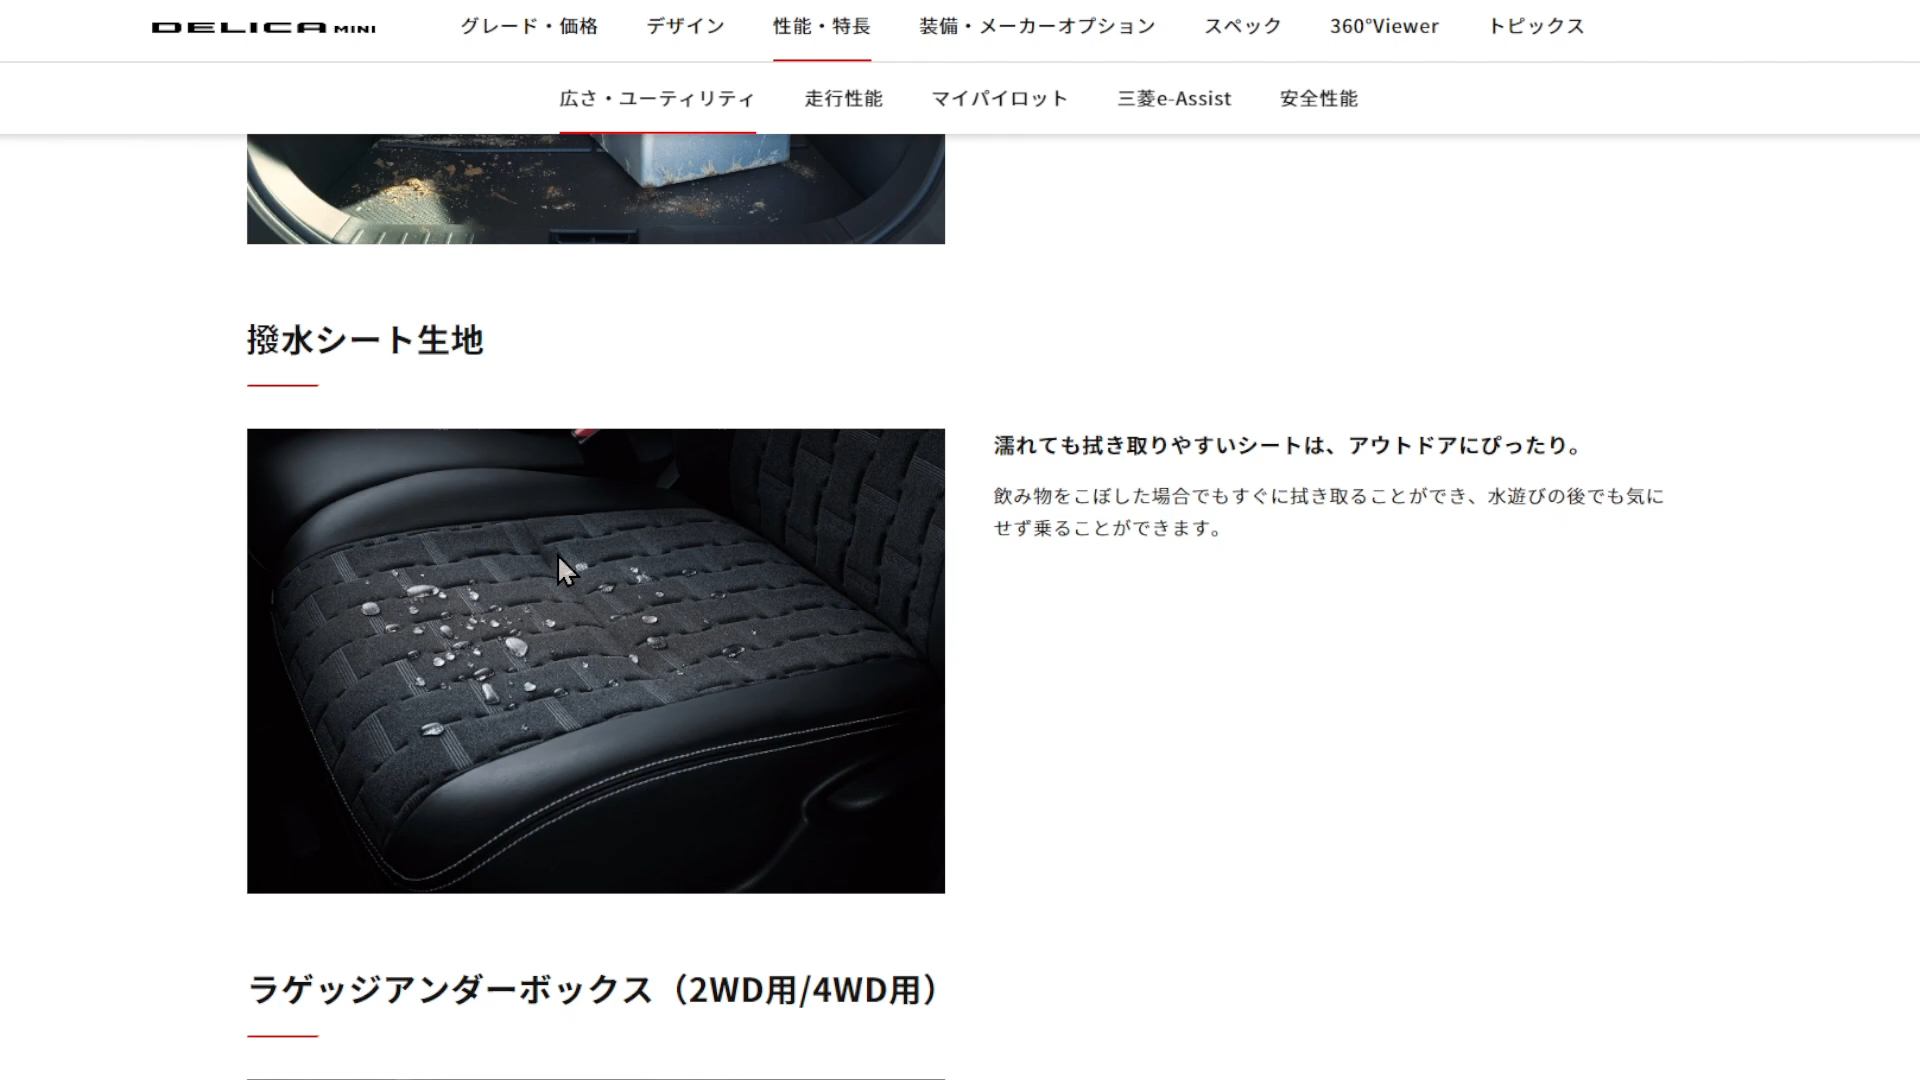 DELICA MINI
グレード・価格
デザイン
性能・特長
装備・メーカーオプション
スペック
360°Viewer
トピックス
広さ・ユーティリティ
走行性能
マイパイロット
三菱e-Assist
安全性能
撥水シート生地
濡れても拭き取りやすいシートは、アウトドアにぴったり。
飲み物をこぼした場合でもすぐに拭き取ることができ、水遊びの後でも気に
せず乗ることができます。
ラゲッジアンダーボックス（2WD用/4WD用）